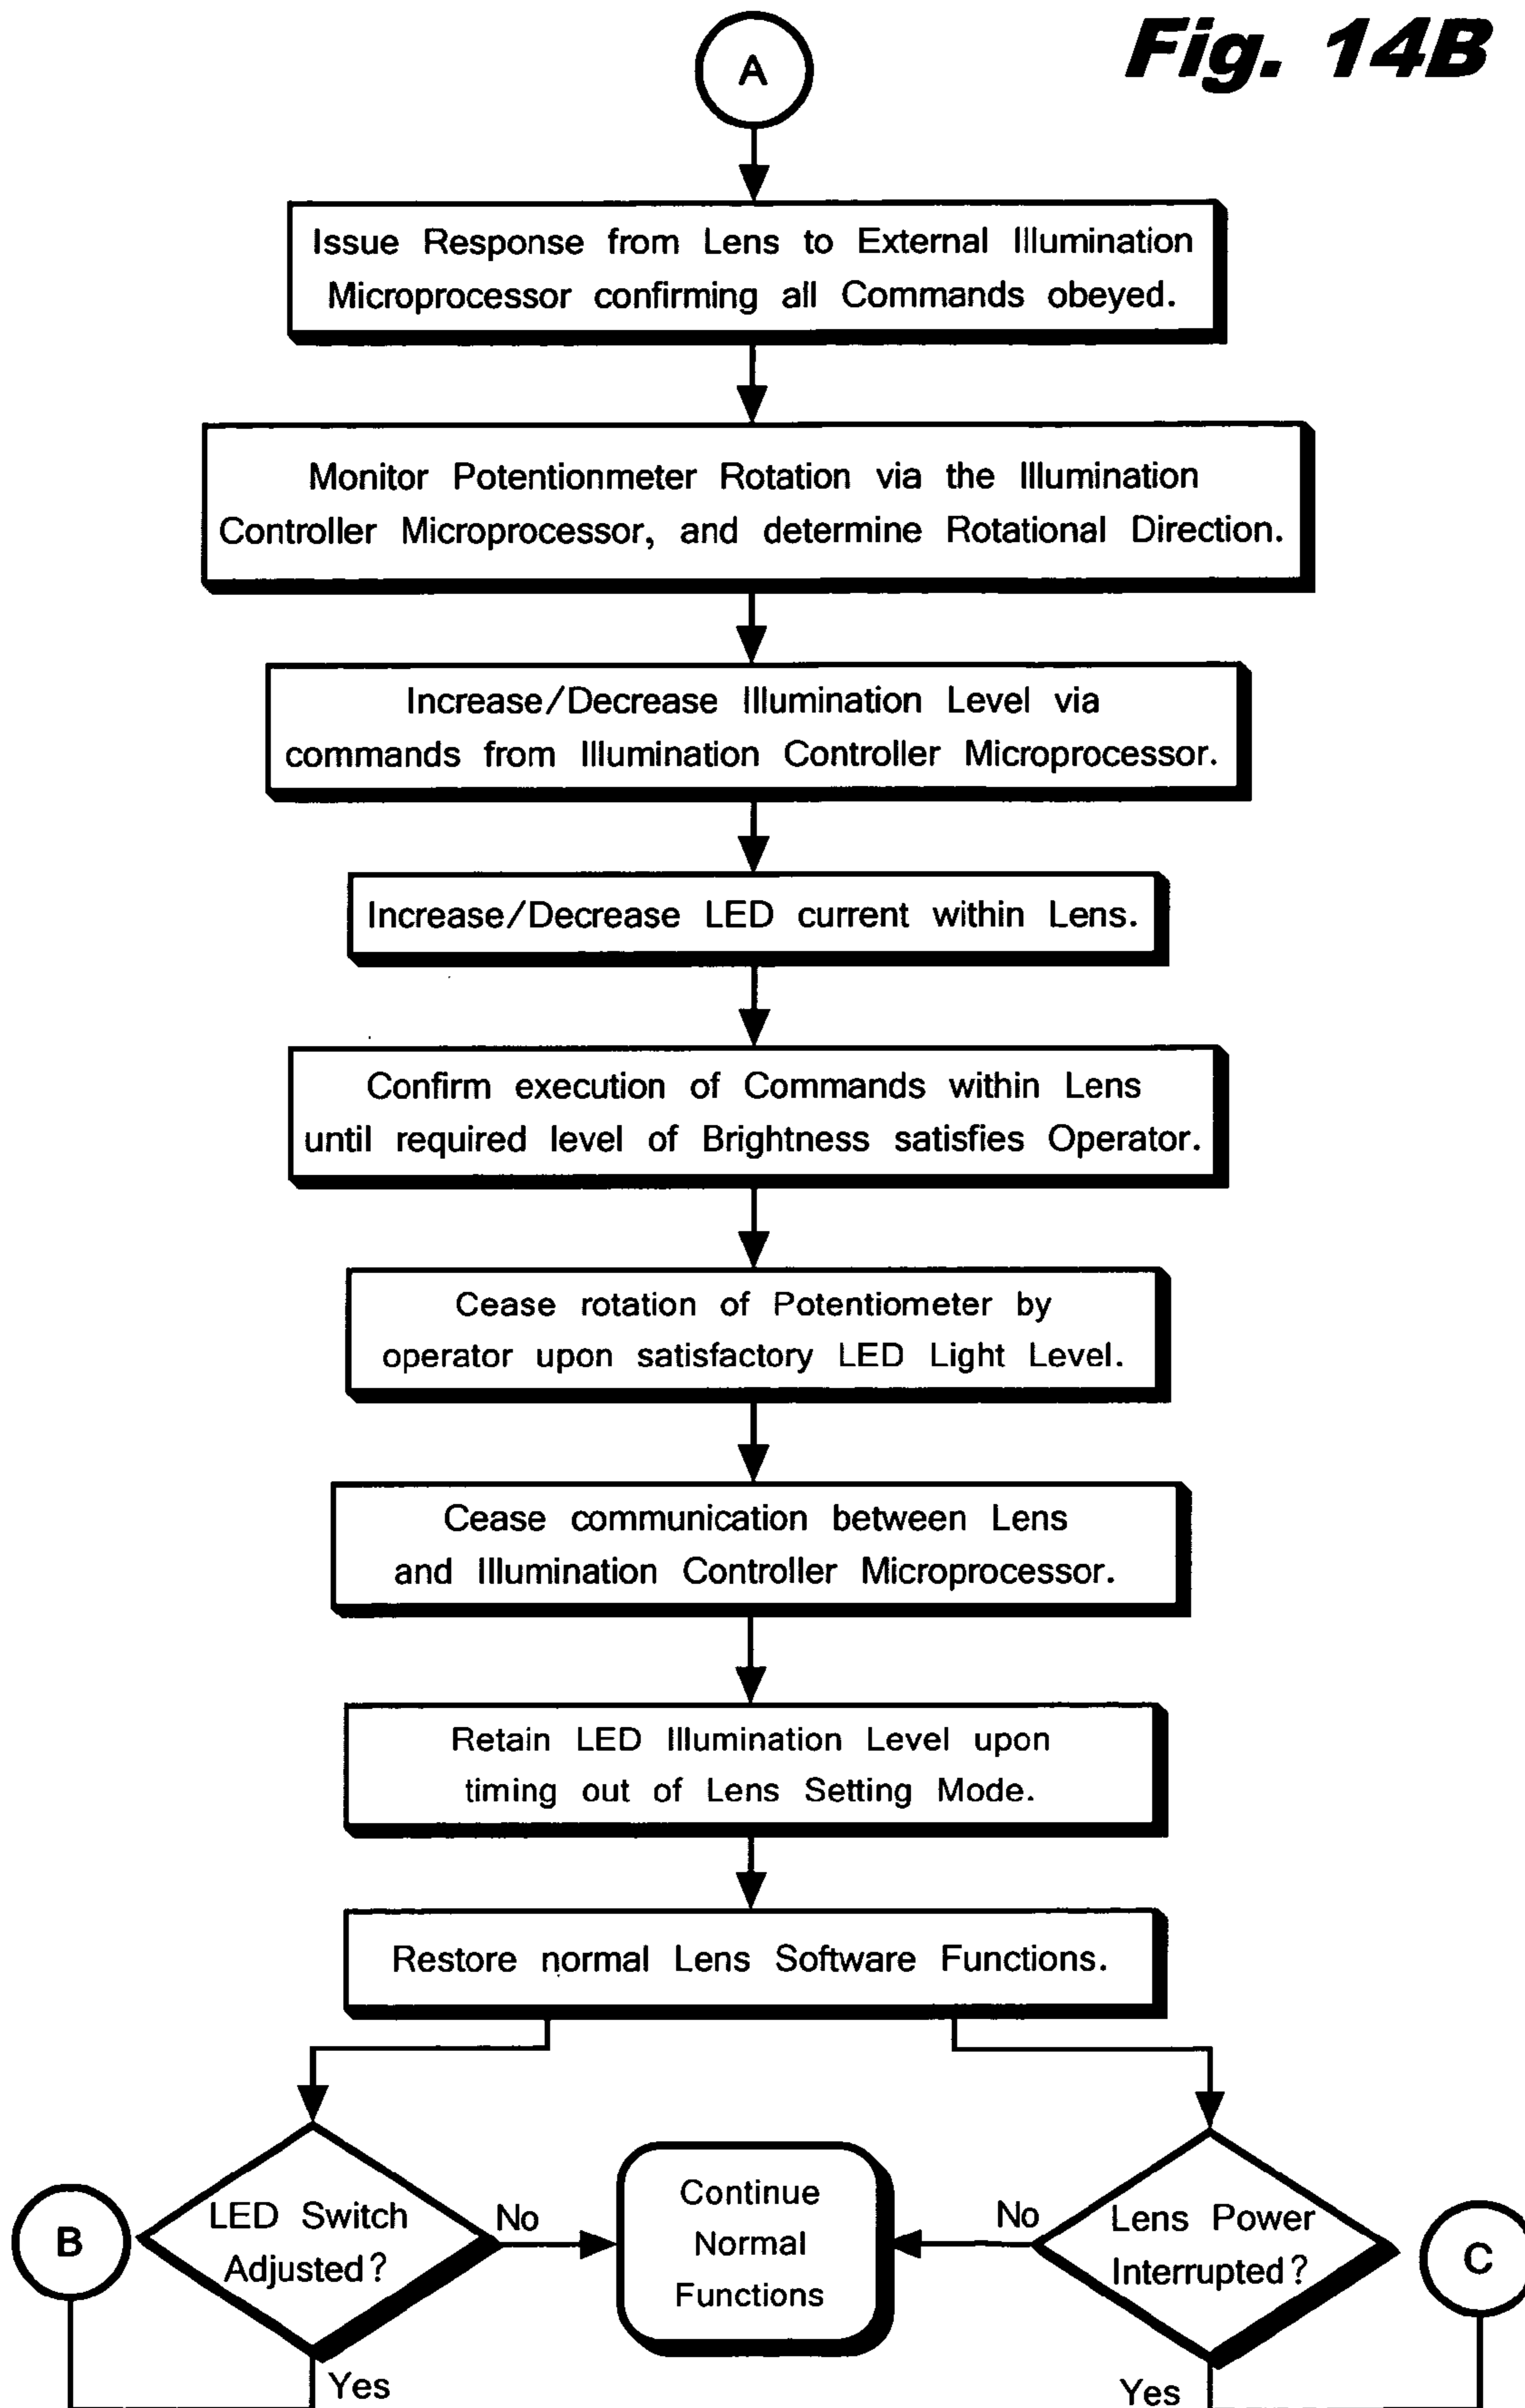 Fig. 14B
A
Issue Response from Lens to External Illumination
Microprocessor confirming all Commands obeyed.
Monitor Potentionmeter Rotation via the Illumination
Controller Microprocessor, and determine Rotational Direction.
Increase/Decrease Illumination Level via
commands from Illumination Controller Microprocessor.
Increase/Decrease LED current within Lens.
Confirm execution of Commands within Lens
until required level of Brightness satisfies Operator.
Cease rotation of Potentiometer by
operator upon satisfactory LED Light Level.
Cease communication between Lens
and Illumination Controller Microprocessor.
Retain LED Illumination Level upon
timing out of Lens Setting Mode.
Restore normal Lens Software Functions.
B
LED Switch
Adjusted?
No
Yes
Continue
Normal
Functions
No
Lens Power
Interrupted?
Yes
C